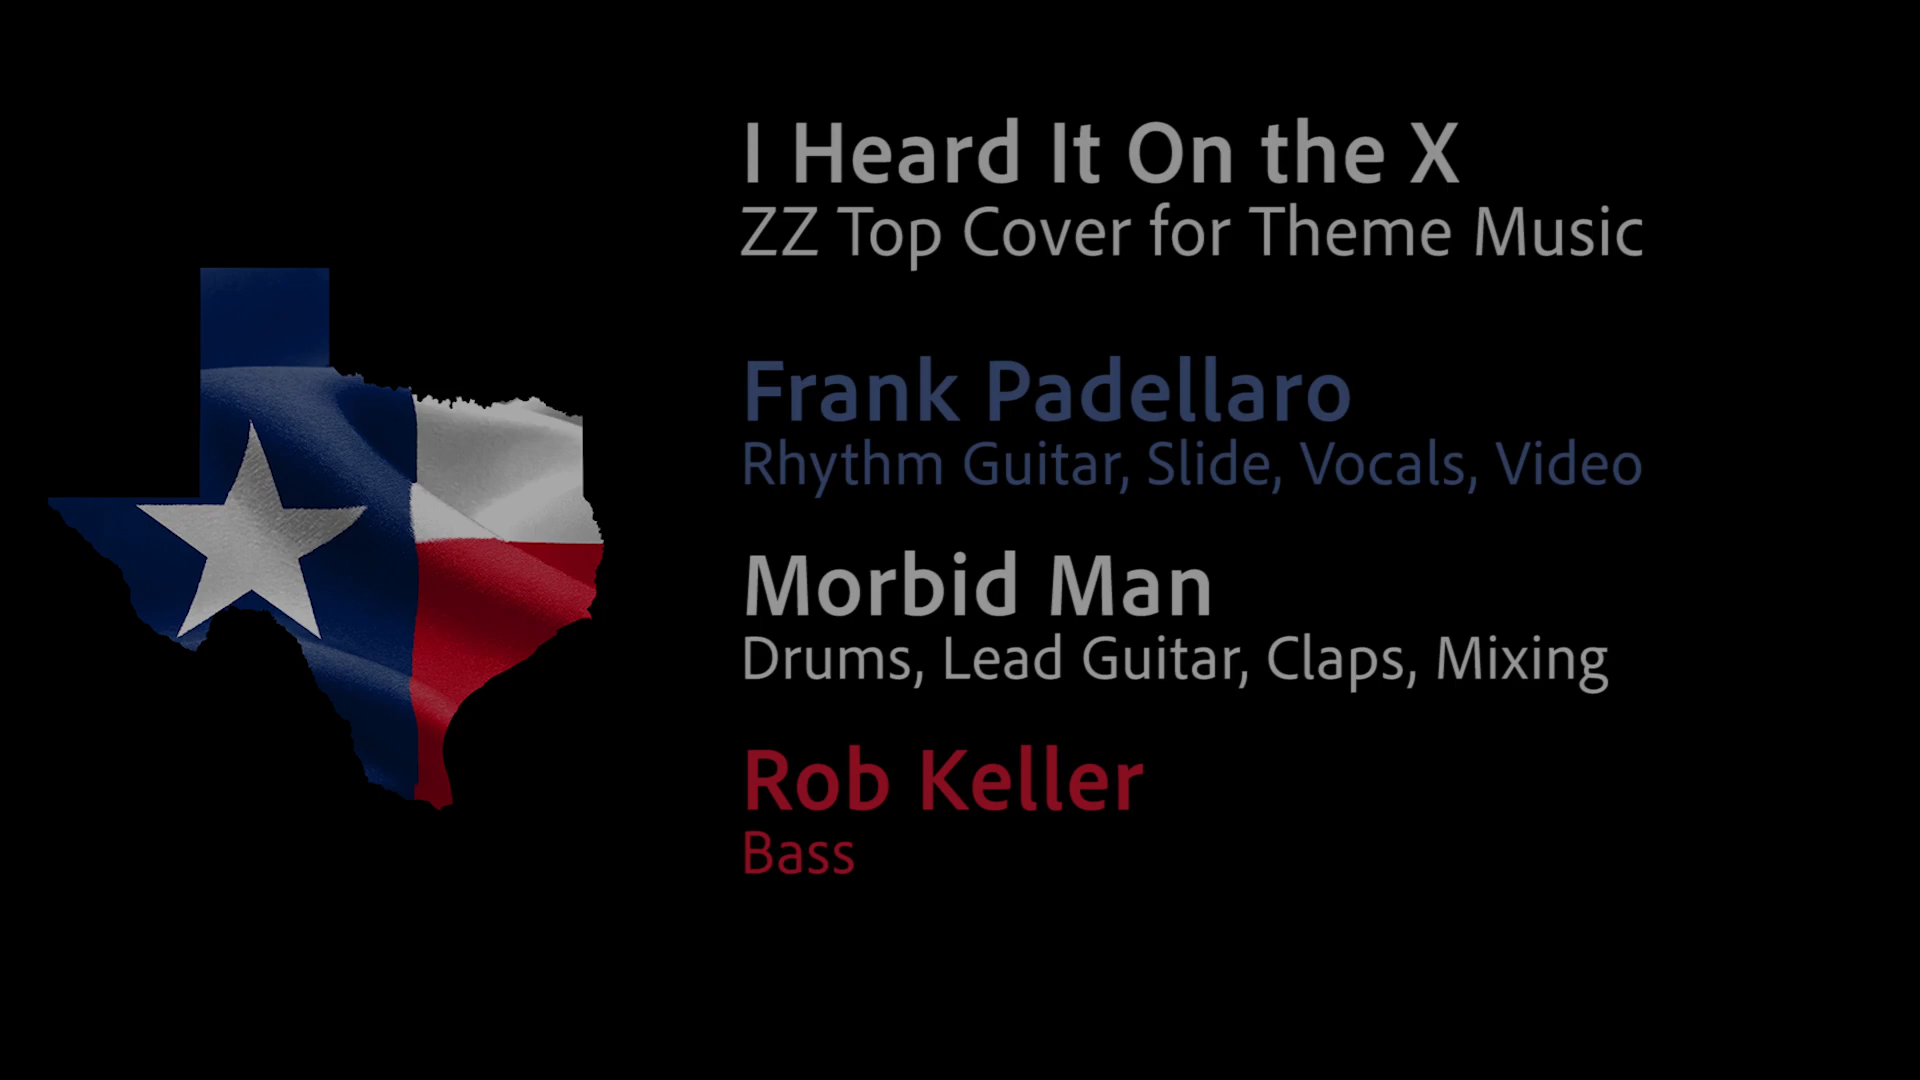 I Heard It On the X
ZZ Top Cover for Theme Music
Frank Padellaro
Rhythm Guitar, Slide, Vocals, Video
Morbid Man
Drums, Lead Guitar, Claps, Mixing
Rob Keller
Bass